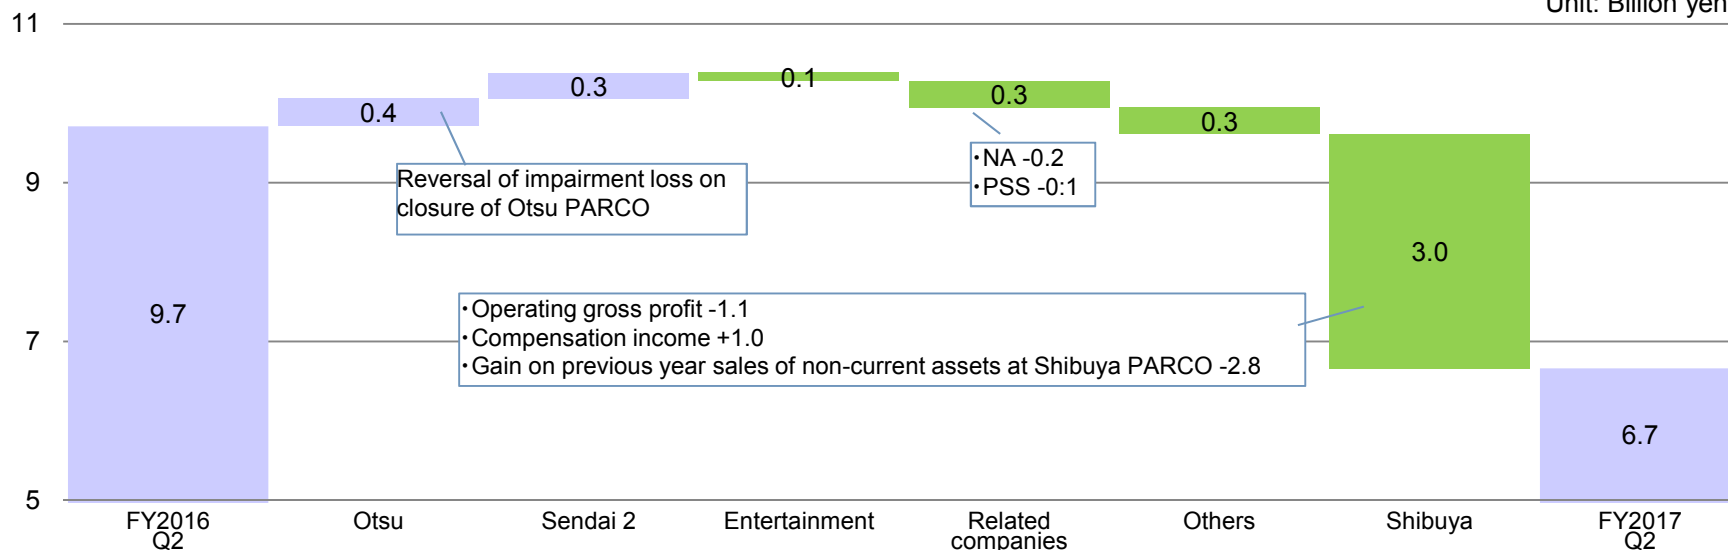 Unit: Billion yen
11
9
7
5
9.7
0.4
0.3
0.1
0.3
0.3
3.0
6.7
Reversal of impairment loss on
closure of Otsu PARCO
・NA -0.2
・PSS -0:1
・Operating gross profit -1.1
・Compensation income +1.0
・Gain on previous year sales of non-current assets at Shibuya PARCO -2.8
FY2016
Q2
Otsu
Sendai 2
Entertainment
Related
companies
Others
Shibuya
FY2017
Q2